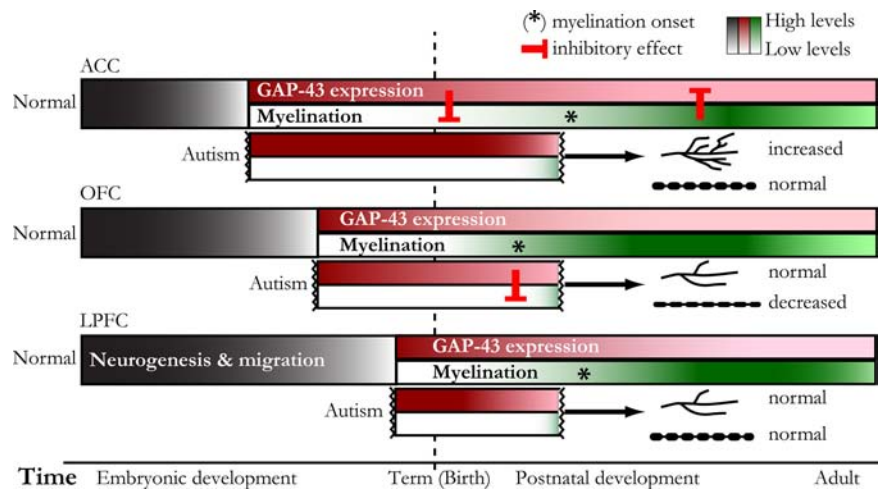 (*) myelination onset
inhibitory effect
High levels
Low levels
ACC
Normal
GAP-43 expression
Myelination
*
Autism
increased
normal
OFC
Normal
GAP-43 expression
Myelination
*
Autism
normal
decreased
LPFC
Normal
Neurogenesis & migration
GAP-43 expression
Myelination
*
Autism
normal
normal
Time Embryonic development Term (Birth) Postnatal development Adult